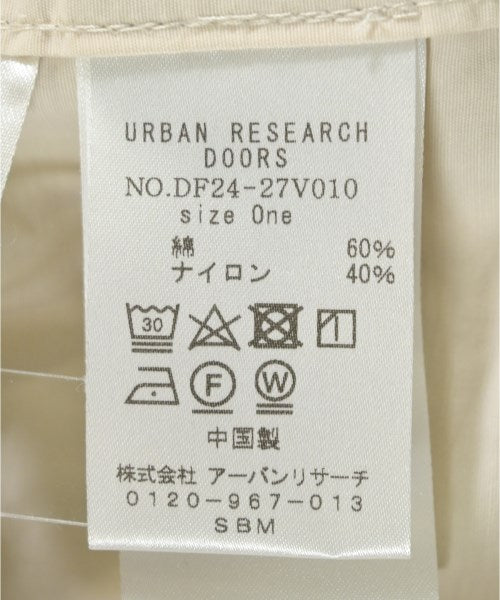 URBAN RESEARCH
DOORS
NO.DF24-27V010
size One
綿 60%
ナイロン 40%
30
F W
中国製
株式会社 アーバンリサーチ
0120-967-013
SBM